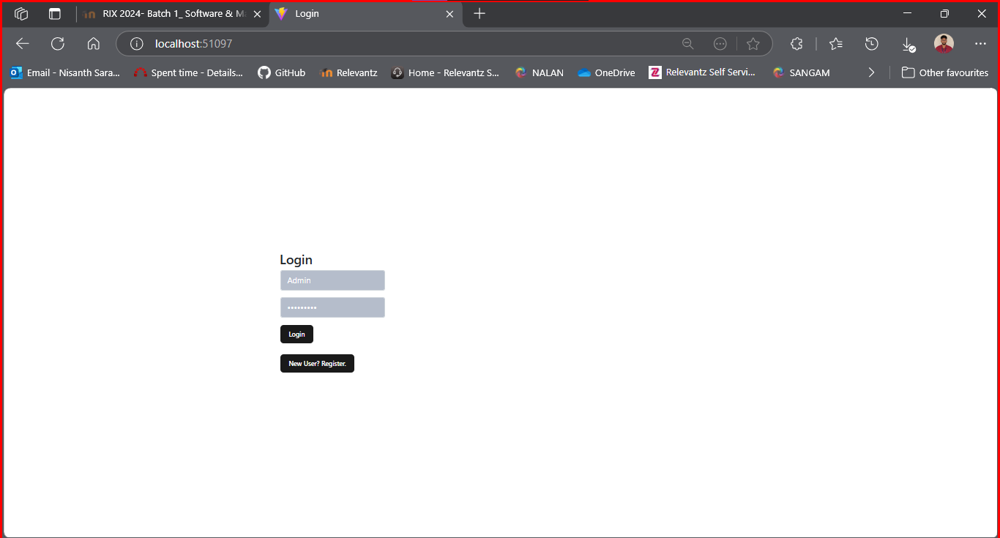 RIX 2024- Batch 1_ Software & Ma
Login
localhost:51097
Email - Nisanth Sara...
Spent time - Details...
GitHub
Relevantz
Home - Relevantz S...
NALAN
OneDrive
Relevantz Self Servi...
SANGAM
Other favourites
Login
Admin
•••••••••
Login
New User? Register.